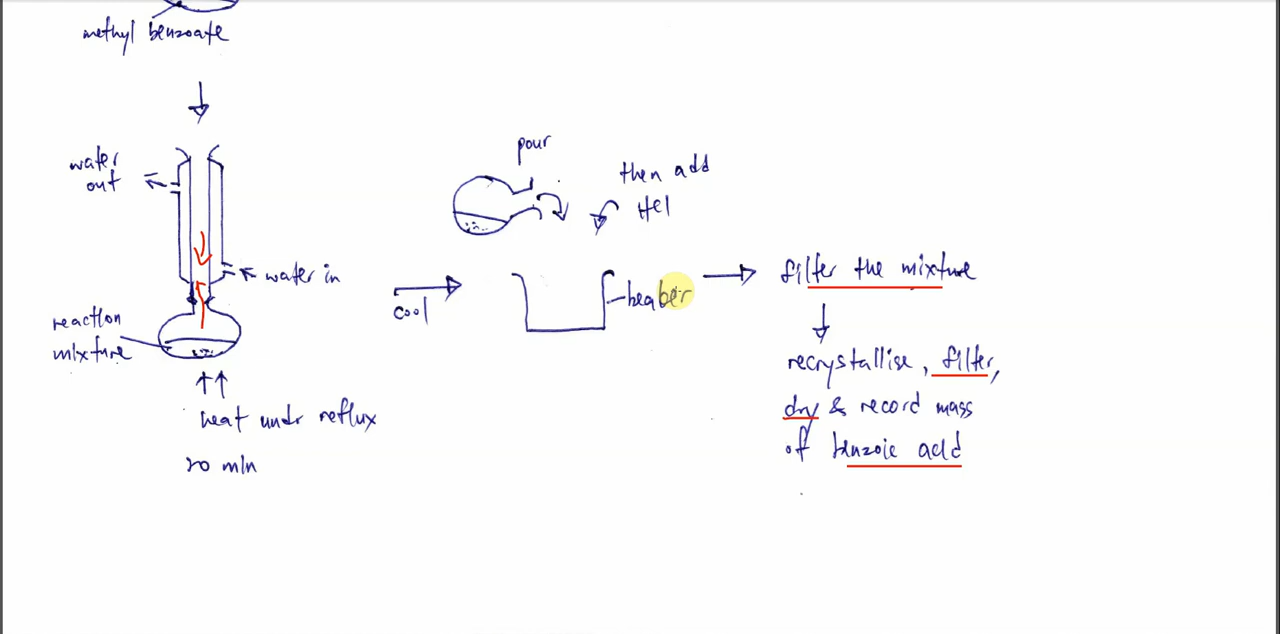 methyl benzoate
water
out
water in
reaction
mixture
heat under reflux
20 min
cool
pour
then add
HCl
beaker
filter the mixture
recrystallise, filter,
dry & record mass
of benzoic acid